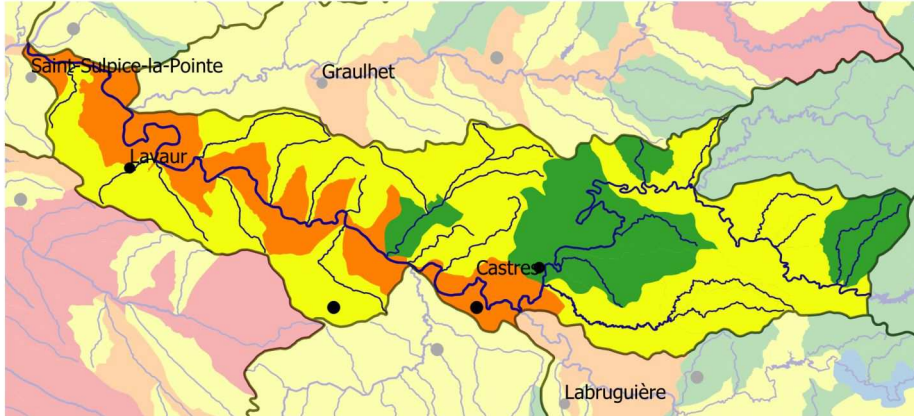 Saint-Sulpice-la-Pointe
Graulhet
Lavaur
Castres
Labruguière